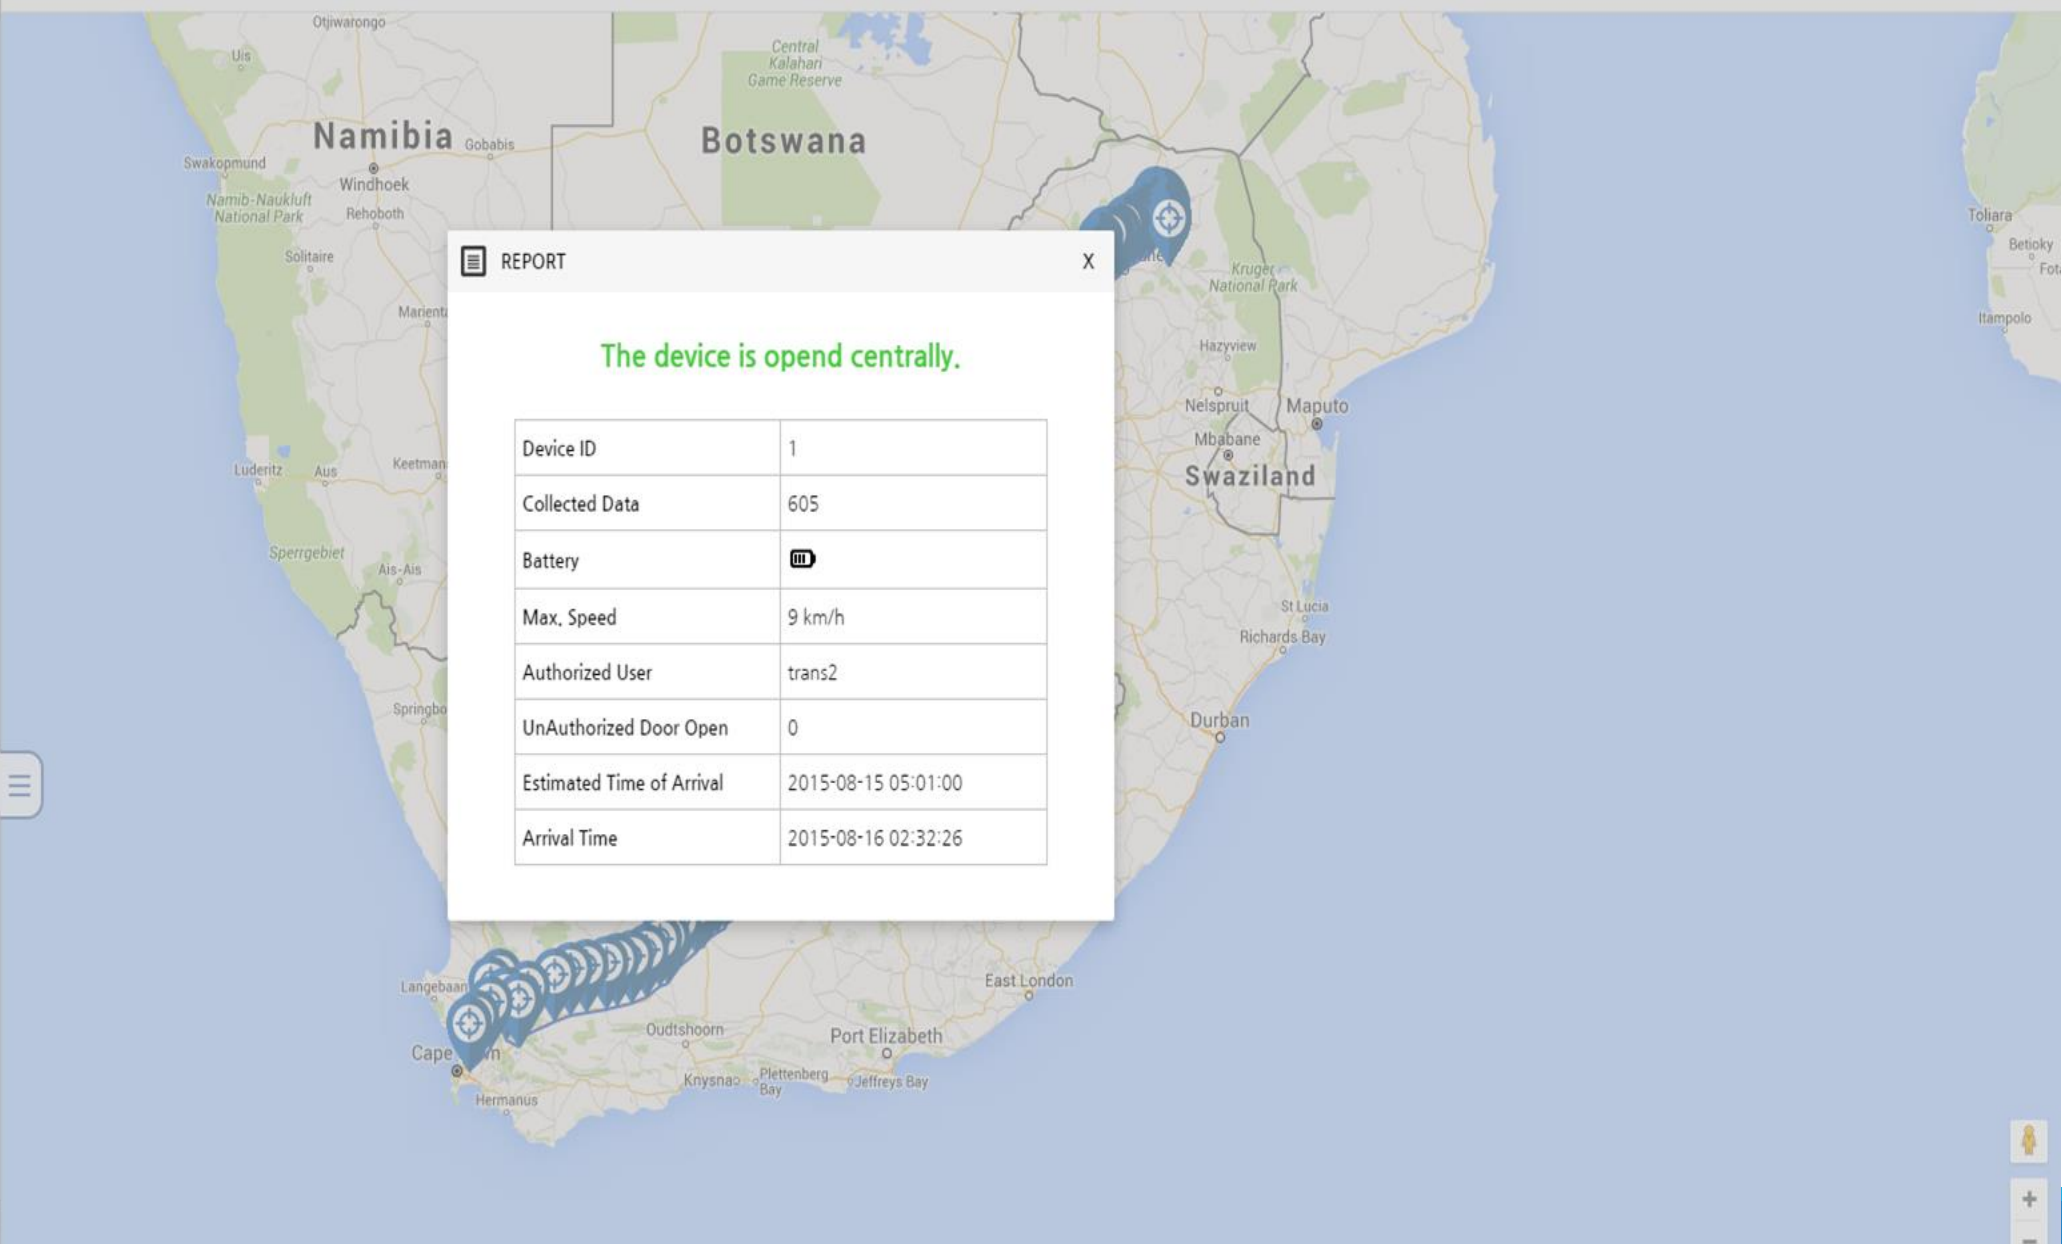 Otjiwarongo
Uis
Central
Kalahari
Game Reserve
Namibia
Gobabis
Botswana
Swakopmund
Windhoek
Namib-Naukluft
National Park
Rehoboth
Toliara
Betioky
Solitaire
REPORT
X
Kruger
National Park
Itampolo
Hazyview
The device is opend centrally.
Nelspruit
Maputo
Mbabane
Swaziland
Device ID 1
Luderitz
Aus
Collected Data 605
Sperrgebiet
Battery
Ais-Ais
Max. Speed 9 km/h
St Lucia
Richards Bay
Authorized User trans2
UnAuthorized Door Open 0
Durban
Estimated Time of Arrival 2015-08-15 05:01:00
Arrival Time 2015-08-16 02:32:26
Langebaan
East London
Oudtshoorn
Port Elizabeth
Cape
Knysna
Plettenberg
Bay
Jeffreys Bay
Hermanus